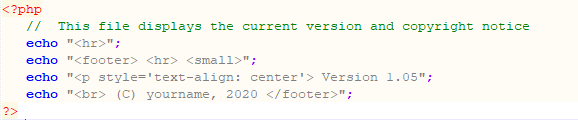 <?php
// This file displays the current version and copyright notice
echo "<hr>";
echo "<footer> <hr> <small>";
echo "<p style='text-align: center'> Version 1.05";
echo "<br> (C) yourname, 2020 </footer>";
?>